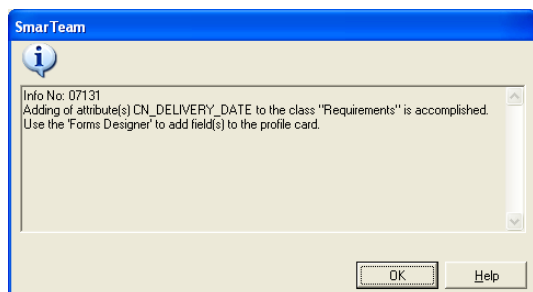 SmarTeam
Info No: 07131
Adding of attribute(s) CN_DELIVERY_DATE to the class "Requirements" is accomplished.
Use the 'Forms Designer' to add field(s) to the profile card.
OK
Help